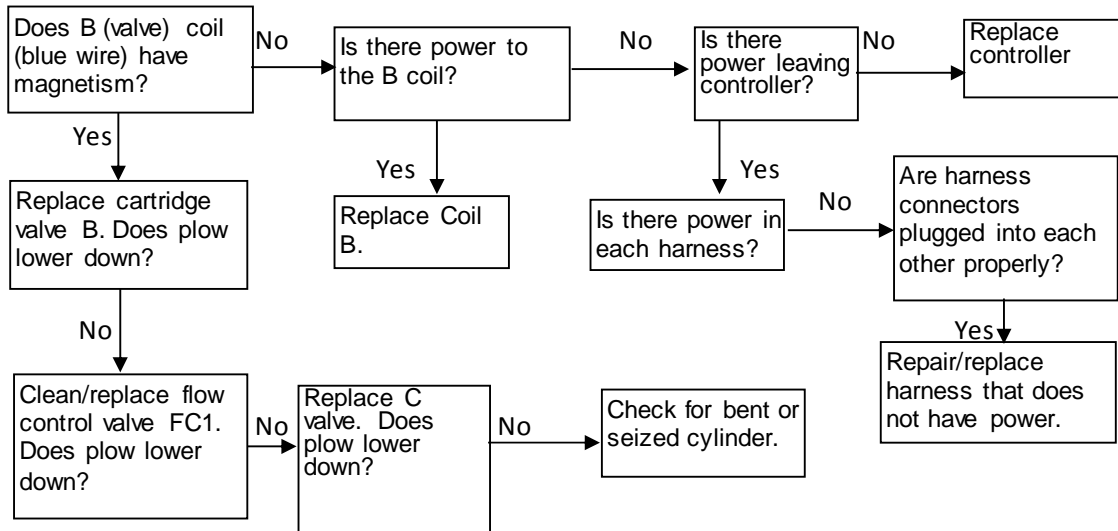 Does B (valve) coil
(blue wire) have
magnetism?
No
Is there power to
the B coil?
No
Is there
power leaving
controller?
No
Replace
controller
Yes
Yes
Yes
Replace cartridge
valve B. Does plow
lower down?
Replace Coil
B.
Is there power in
each harness?
No
Are harness
connectors
plugged into each
other properly?
No
Yes
Clean/replace flow
control valve FC1.
Does plow lower
down?
No
Replace C
valve. Does
plow lower
down?
No
Check for bent or
seized cylinder.
Repair/replace
harness that does
not have power.